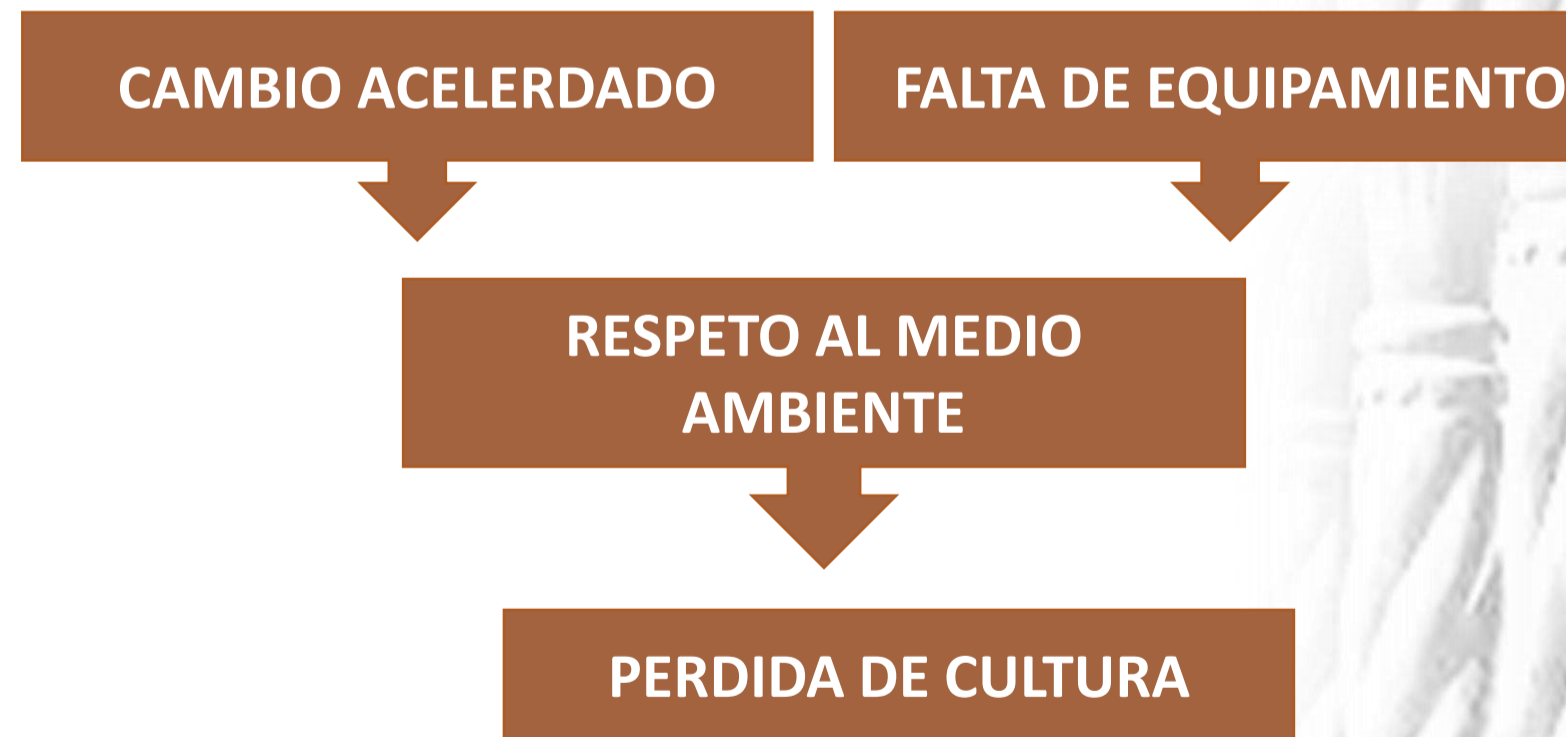 CAMBIO ACELERDADO
FALTA DE EQUIPAMIENTO
RESPETO AL MEDIO
AMBIENTE
PERDIDA DE CULTURA